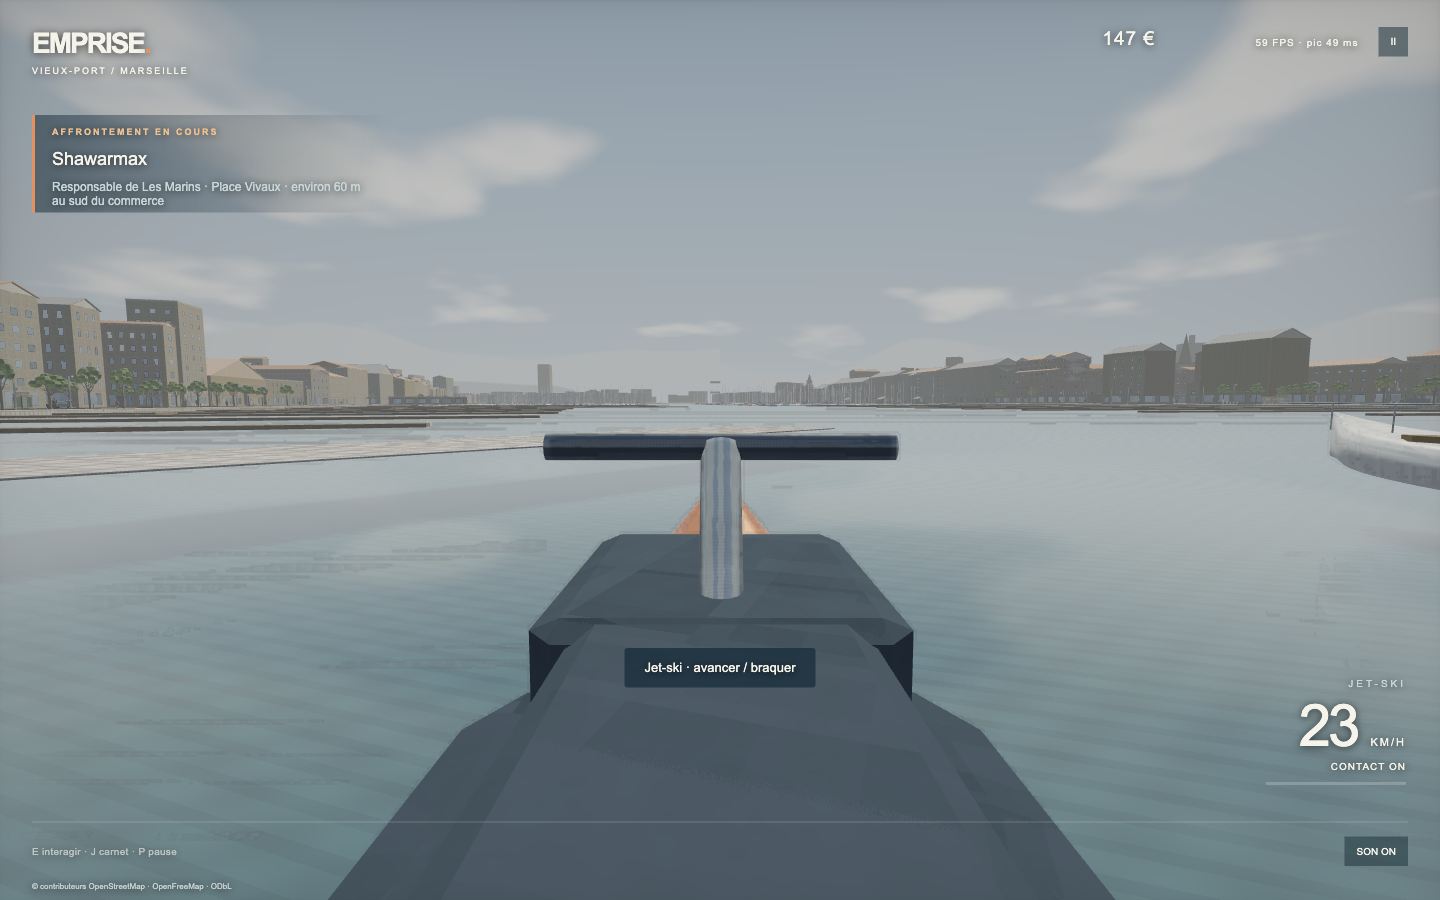 EMPRISE.
VIEUX-PORT / MARSEILLE
147 €
59 FPS · pic 49 ms
II
AFFRONTEMENT EN COURS
Shawarmax
Responsable de Les Marins · Place Vivaux · environ 60 m
au sud du commerce
Jet-ski · avancer / braquer
JET-SKI
23 KM/H
CONTACT ON
E interagir · J carnet · P pause
SON ON
© contributeurs OpenStreetMap · OpenFreeMap · ODbL